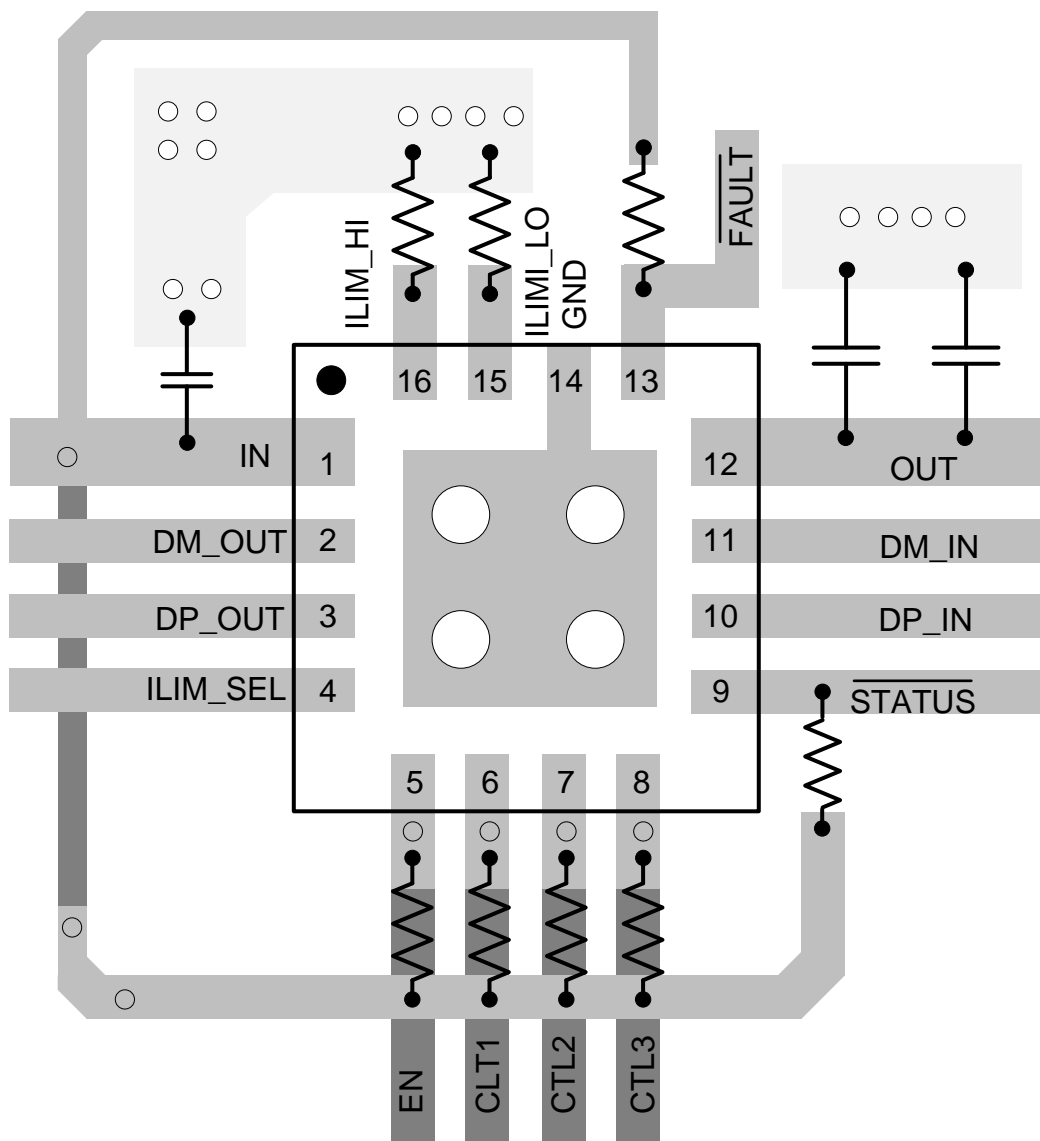 FAULT
ILIM_HI
ILIMI_LO
GND
16
15
14
13
IN
1
12
OUT
DM_OUT
2
11
DM_IN
DP_OUT
3
10
DP_IN
ILIM_SEL
4
9
STATUS
5
6
7
8
EN
CLT1
CTL2
CTL3